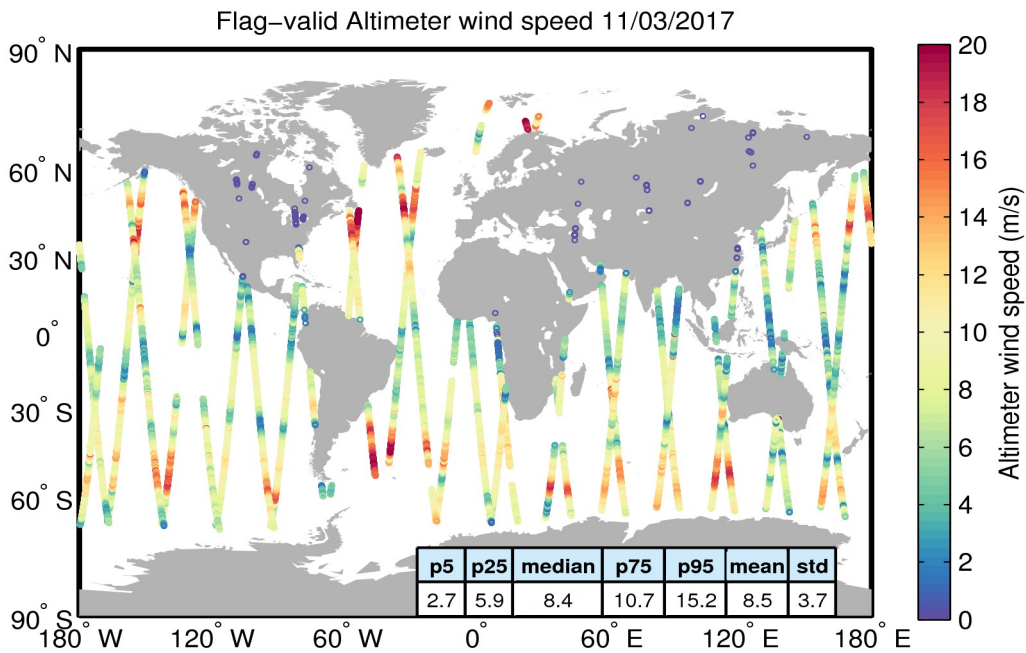 Flag−valid Altimeter wind speed 11/03/2017
90° N
60° N
30° N
0°
30° S
60° S
90° S
180° W
120° W
60° W
0°
60° E
120° E
180° E
p5 p25 median p75 p95 mean std
2.7 5.9 8.4 10.7 15.2 8.5 3.7
20
18
16
14
12
10
8
6
4
2
0
Altimeter wind speed (m/s)